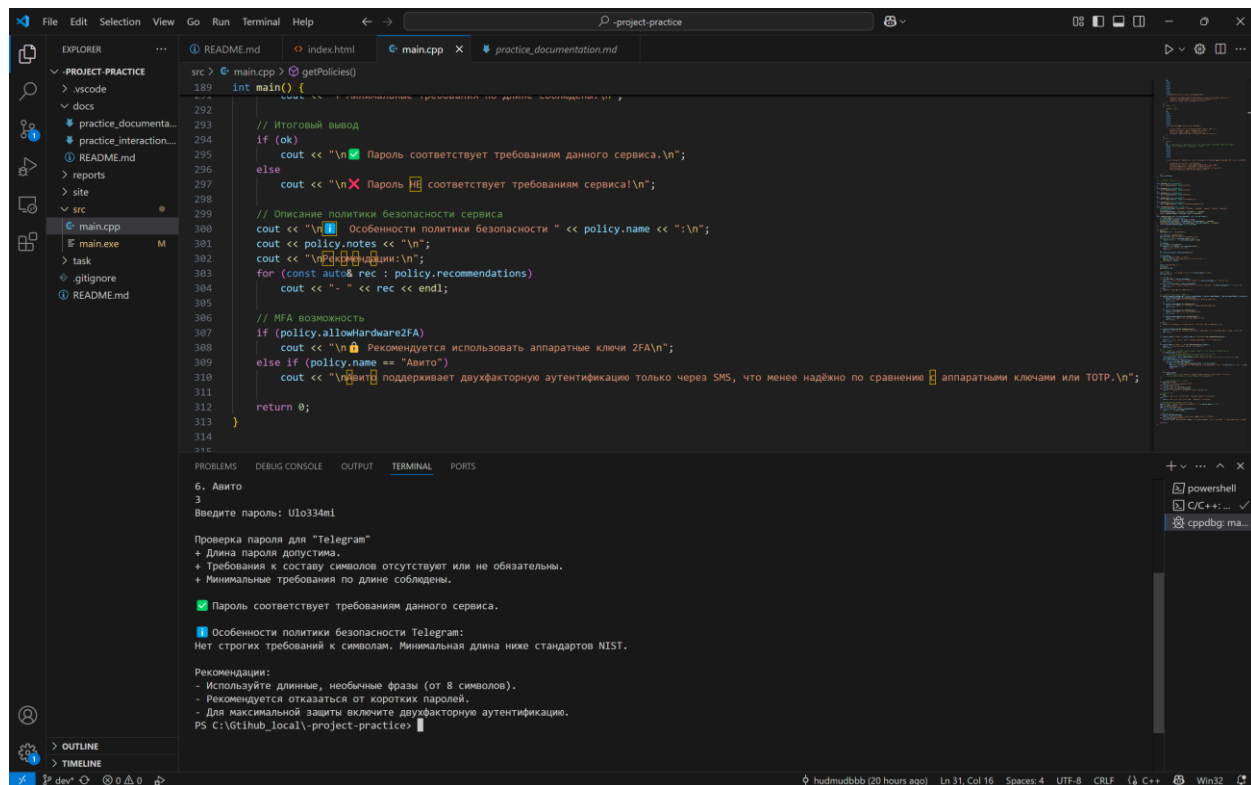 File Edit Selection View Go Run Terminal Help
-project-practice
EXPLORER
README.md
index.html
main.cpp
practice_documentation.md
-PROJECT-PRACTICE
.vscode
docs
practice_documenta...
practice_interaction....
README.md
reports
site
src
main.cpp
main.exe M
task
.gitignore
README.md
OUTLINE
TIMELINE
src > main.cpp > getPolicies()
189 int main() {
292
293 // Итоговый вывод
294 if (ok)
295 cout << "\n✅ Пароль соответствует требованиям данного сервиса.\n";
296 else
297 cout << "\n❌ Пароль НЕ соответствует требованиям сервиса!\n";
298
299 // Описание политики безопасности сервиса
300 cout << "\nℹ️ Особенности политики безопасности " << policy.name << ":\n";
301 cout << policy.notes << "\n";
302 cout << "\nРекомендации:\n";
303 for (const auto& rec : policy.recommendations)
304 cout << "- " << rec << endl;
305
306 // MFA возможность
307 if (policy.allowHardware2FA)
308 cout << "\n🔒 Рекомендуется использовать аппаратные ключи 2FA\n";
309 else if (policy.name == "Авито")
310 cout << "\nАвито поддерживает двухфакторную аутентификацию только через SMS, что менее надёжно по сравнению с аппаратными ключами или TOTP.\n";
311
312 return 0;
313 }
314
PROBLEMS DEBUG CONSOLE OUTPUT TERMINAL PORTS
6. Авито
3
Введите пароль: Ulo334mi
Проверка пароля для "Telegram"
+ Длина пароля допустима.
+ Требования к составу символов отсутствуют или не обязательны.
+ Минимальные требования по длине соблюдены.
✅ Пароль соответствует требованиям данного сервиса.
ℹ️ Особенности политики безопасности Telegram:
Нет строгих требований к символам. Минимальная длина ниже стандартов NIST.
Рекомендации:
- Используйте длинные, необычные фразы (от 8 символов).
- Рекомендуется отказаться от коротких паролей.
- Для максимальной защиты включите двухфакторную аутентификацию.
PS C:\Gtihub_local\-project-practice>
powershell
C/C++: ...
cppdbg: ma...
dev* 0 0 hudmudbbb (20 hours ago) Ln 31, Col 16 Spaces: 4 UTF-8 CRLF {} C++ Win32